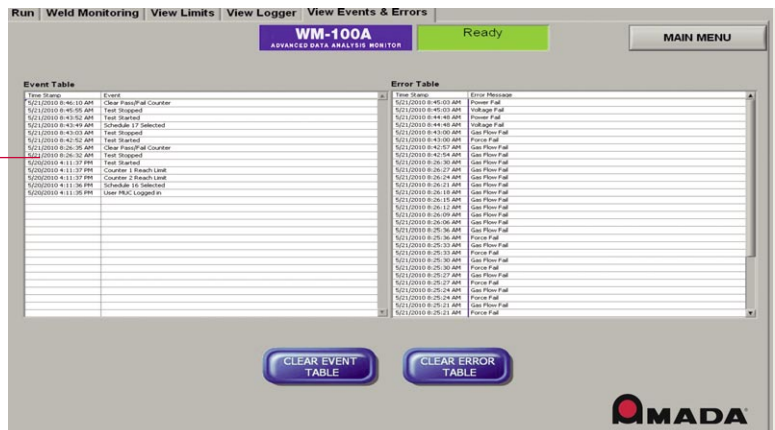 Run Weld Monitoring View Limits View Logger View Events & Errors
WM-100A
ADVANCED DATA ANALYSIS MONITOR
Ready
MAIN MENU
Event Table
Time Stamp Event
5/21/2010 8:46:10 AM Clear Pass/Fail Counter
5/21/2010 8:45:55 AM Test Stopped
5/21/2010 8:43:52 AM Test Started
5/21/2010 8:43:49 AM Schedule 17 Selected
5/21/2010 8:43:03 AM Test Stopped
5/21/2010 8:42:52 AM Test Started
5/21/2010 8:26:35 AM Clear Pass/Fail Counter
5/21/2010 8:26:32 AM Test Stopped
5/20/2010 4:11:37 PM Test Started
5/20/2010 4:11:37 PM Counter 1 Reach Limit
5/20/2010 4:11:37 PM Counter 2 Reach Limit
5/20/2010 4:11:36 PM Schedule 16 Selected
5/20/2010 4:11:35 PM User MUC Logged in
Error Table
Time Stamp Error Message
5/21/2010 8:45:03 AM Power Fail
5/21/2010 8:45:03 AM Voltage Fail
5/21/2010 8:44:48 AM Power Fail
5/21/2010 8:44:48 AM Voltage Fail
5/21/2010 8:43:00 AM Gas Flow Fail
5/21/2010 8:43:00 AM Force Fail
5/21/2010 8:42:57 AM Gas Flow Fail
5/21/2010 8:42:54 AM Gas Flow Fail
5/21/2010 8:26:30 AM Gas Flow Fail
5/21/2010 8:26:27 AM Gas Flow Fail
5/21/2010 8:26:24 AM Gas Flow Fail
5/21/2010 8:26:21 AM Gas Flow Fail
5/21/2010 8:26:18 AM Gas Flow Fail
5/21/2010 8:26:15 AM Gas Flow Fail
5/21/2010 8:26:12 AM Gas Flow Fail
5/21/2010 8:26:09 AM Gas Flow Fail
5/21/2010 8:26:06 AM Gas Flow Fail
5/21/2010 8:25:36 AM Gas Flow Fail
5/21/2010 8:25:36 AM Force Fail
5/21/2010 8:25:33 AM Gas Flow Fail
5/21/2010 8:25:33 AM Force Fail
5/21/2010 8:25:30 AM Gas Flow Fail
5/21/2010 8:25:30 AM Force Fail
5/21/2010 8:25:27 AM Gas Flow Fail
5/21/2010 8:25:27 AM Force Fail
5/21/2010 8:25:24 AM Gas Flow Fail
5/21/2010 8:25:24 AM Force Fail
5/21/2010 8:25:21 AM Gas Flow Fail
5/21/2010 8:25:21 AM Force Fail
CLEAR EVENT
TABLE
CLEAR ERROR
TABLE
AMADA